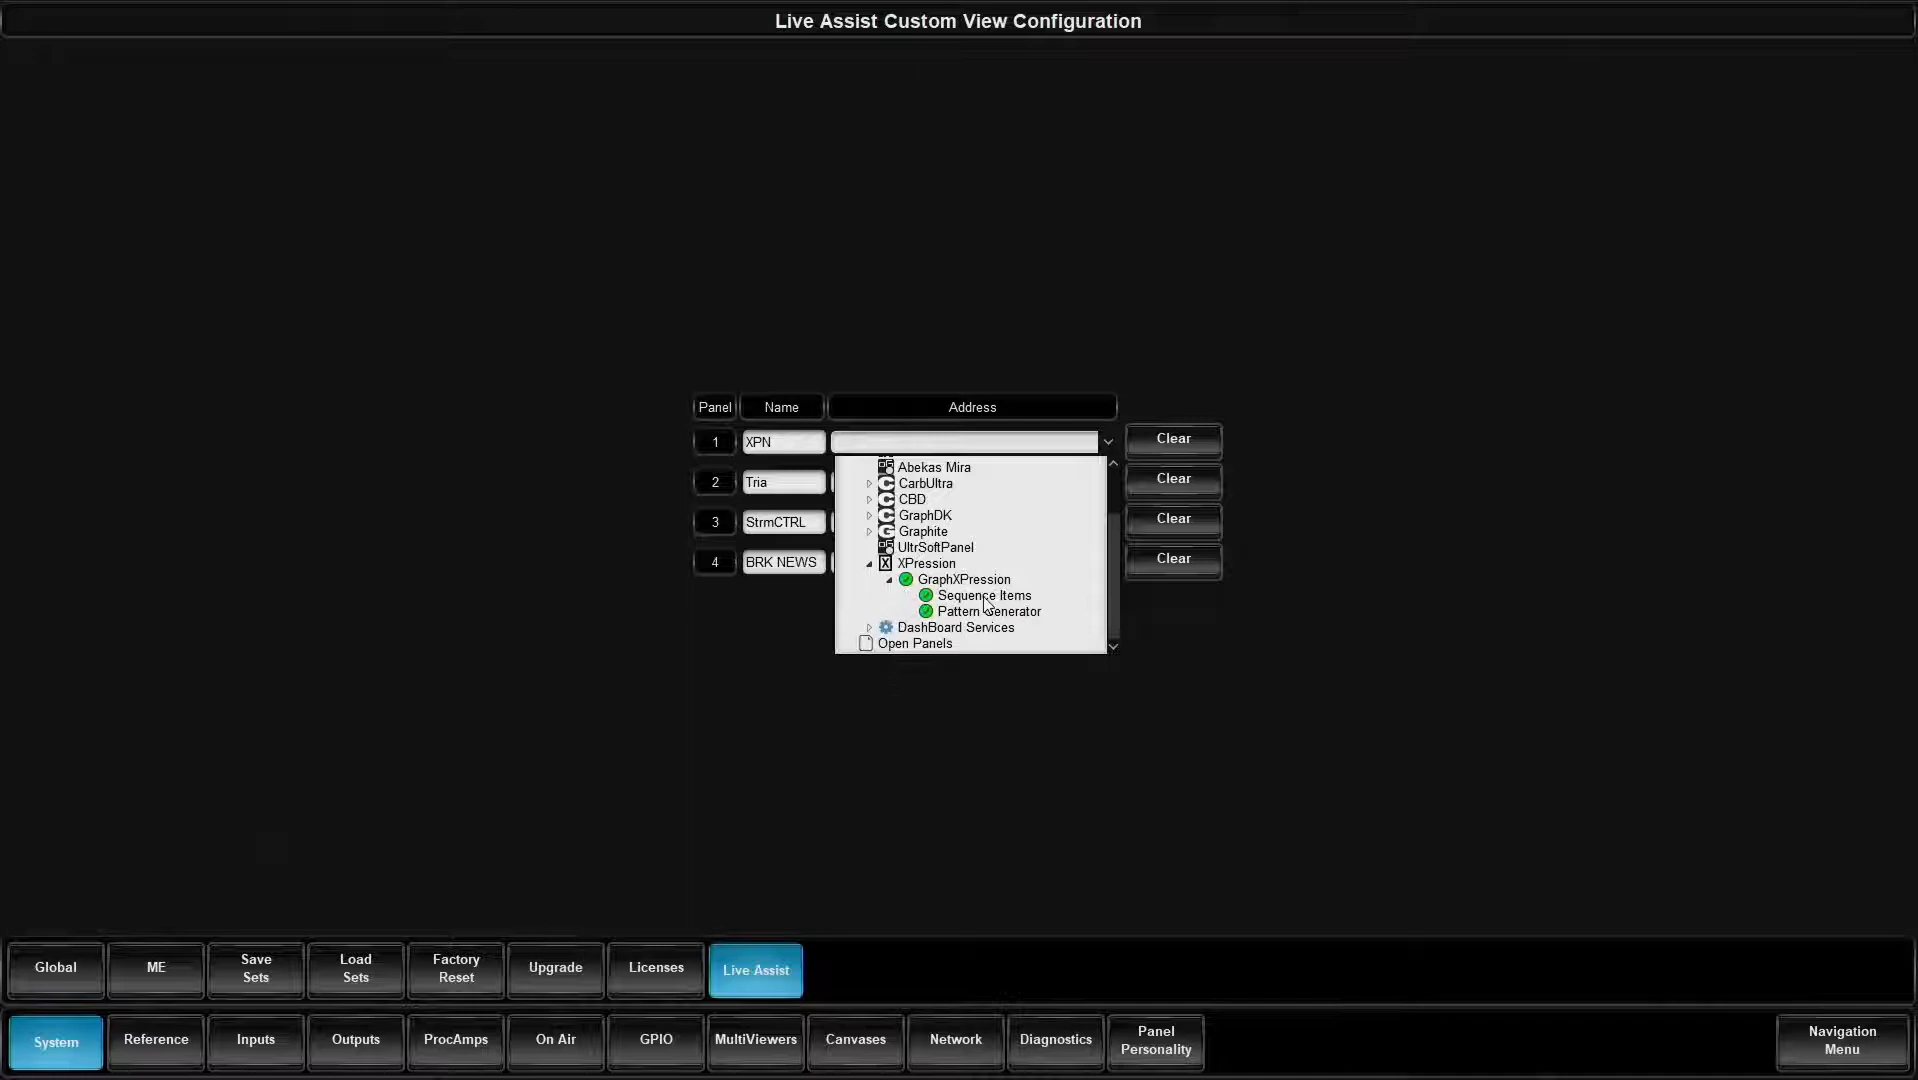 Live Assist Custom View Configuration
Panel Name Address
1 XPN Clear
Abekas Mira
2 Tria CarbUltra Clear
CBD
GraphDK
3 StrmCTRL Graphite Clear
UltrSoftPanel
4 BRK NEWS XPression Clear
GraphXPression
Sequence Items
Pattern Generator
DashBoard Services
Open Panels
Global ME Save Sets Load Sets Factory Reset Upgrade Licenses Live Assist
System Reference Inputs Outputs ProcAmps On Air GPIO MultiViewers Canvases Network Diagnostics Panel Personality Navigation Menu